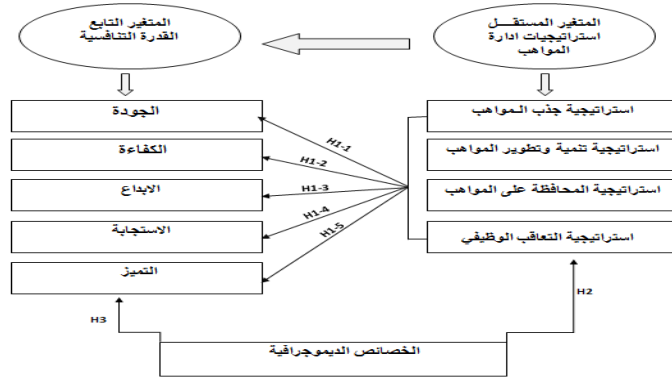 المتغير المستقـــل
استراتيجيات ادارة
المواهب
المتغير التابع
القدرة التنافسية
استراتيجية جذب الـمـواهب
استراتيجية تنمية وتطوير المواهب
استراتيجية المحافظة على المواهب
استراتيجية التعاقب الوظيفي
الجودة
الكفاءة
الابداع
الاستجابة
التميز
H1-1
H1-2
H1-3
H1-4
H1-5
H2
H3
الخصائص الديموجرافية